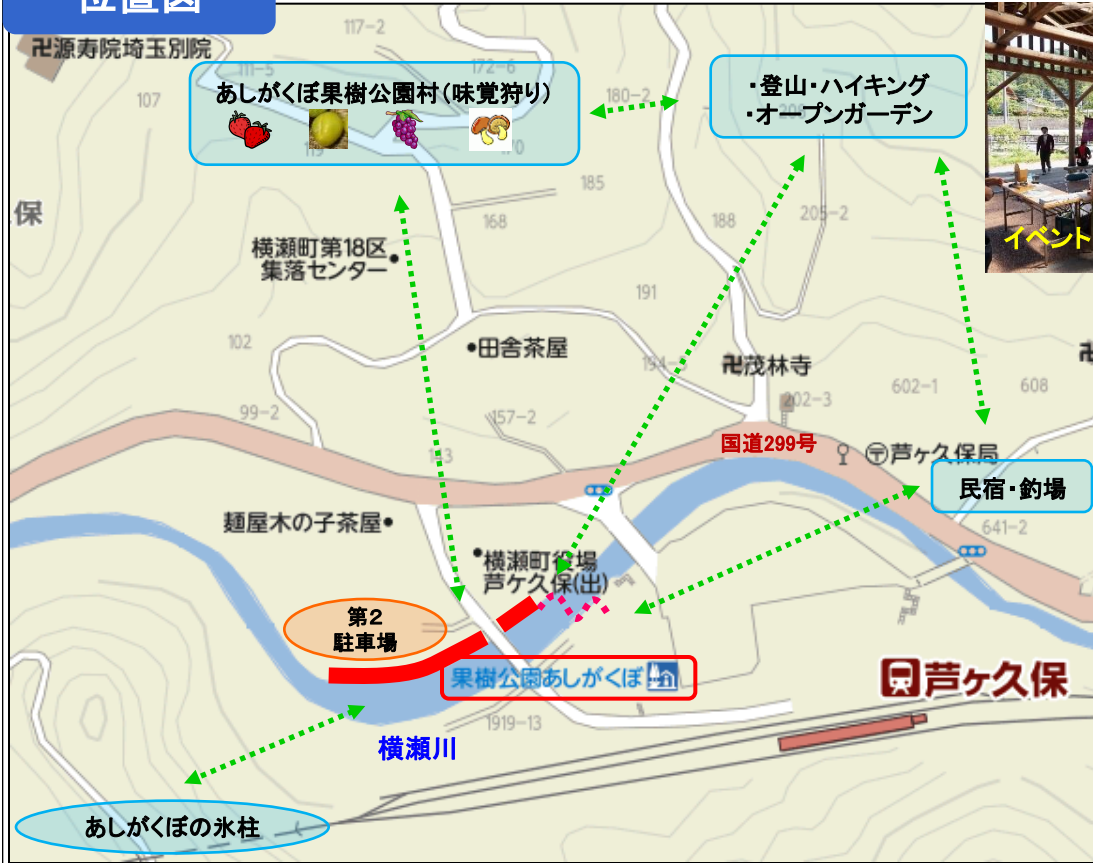 位置図
卍源寿院埼玉別院
117-2
111-5
172-6
107
あしがくぼ果樹公園村(味覚狩り)
180-2
・登山・ハイキング
・オープンガーデン
170
185
保
168
188
205-2
イベント
横瀬町第18区
集落センター
191
102
田舎茶屋
卍茂林寺
202-3
602-1
608
99-2
157-2
143
国道299号
芦ヶ久保局
民宿・釣場
641-2
麺屋木の子茶屋
横瀬町役場
芦ケ久保(出)
第2
駐車場
果樹公園あしがくぼ
芦ヶ久保
1919-13
横瀬川
あしがくぼの氷柱